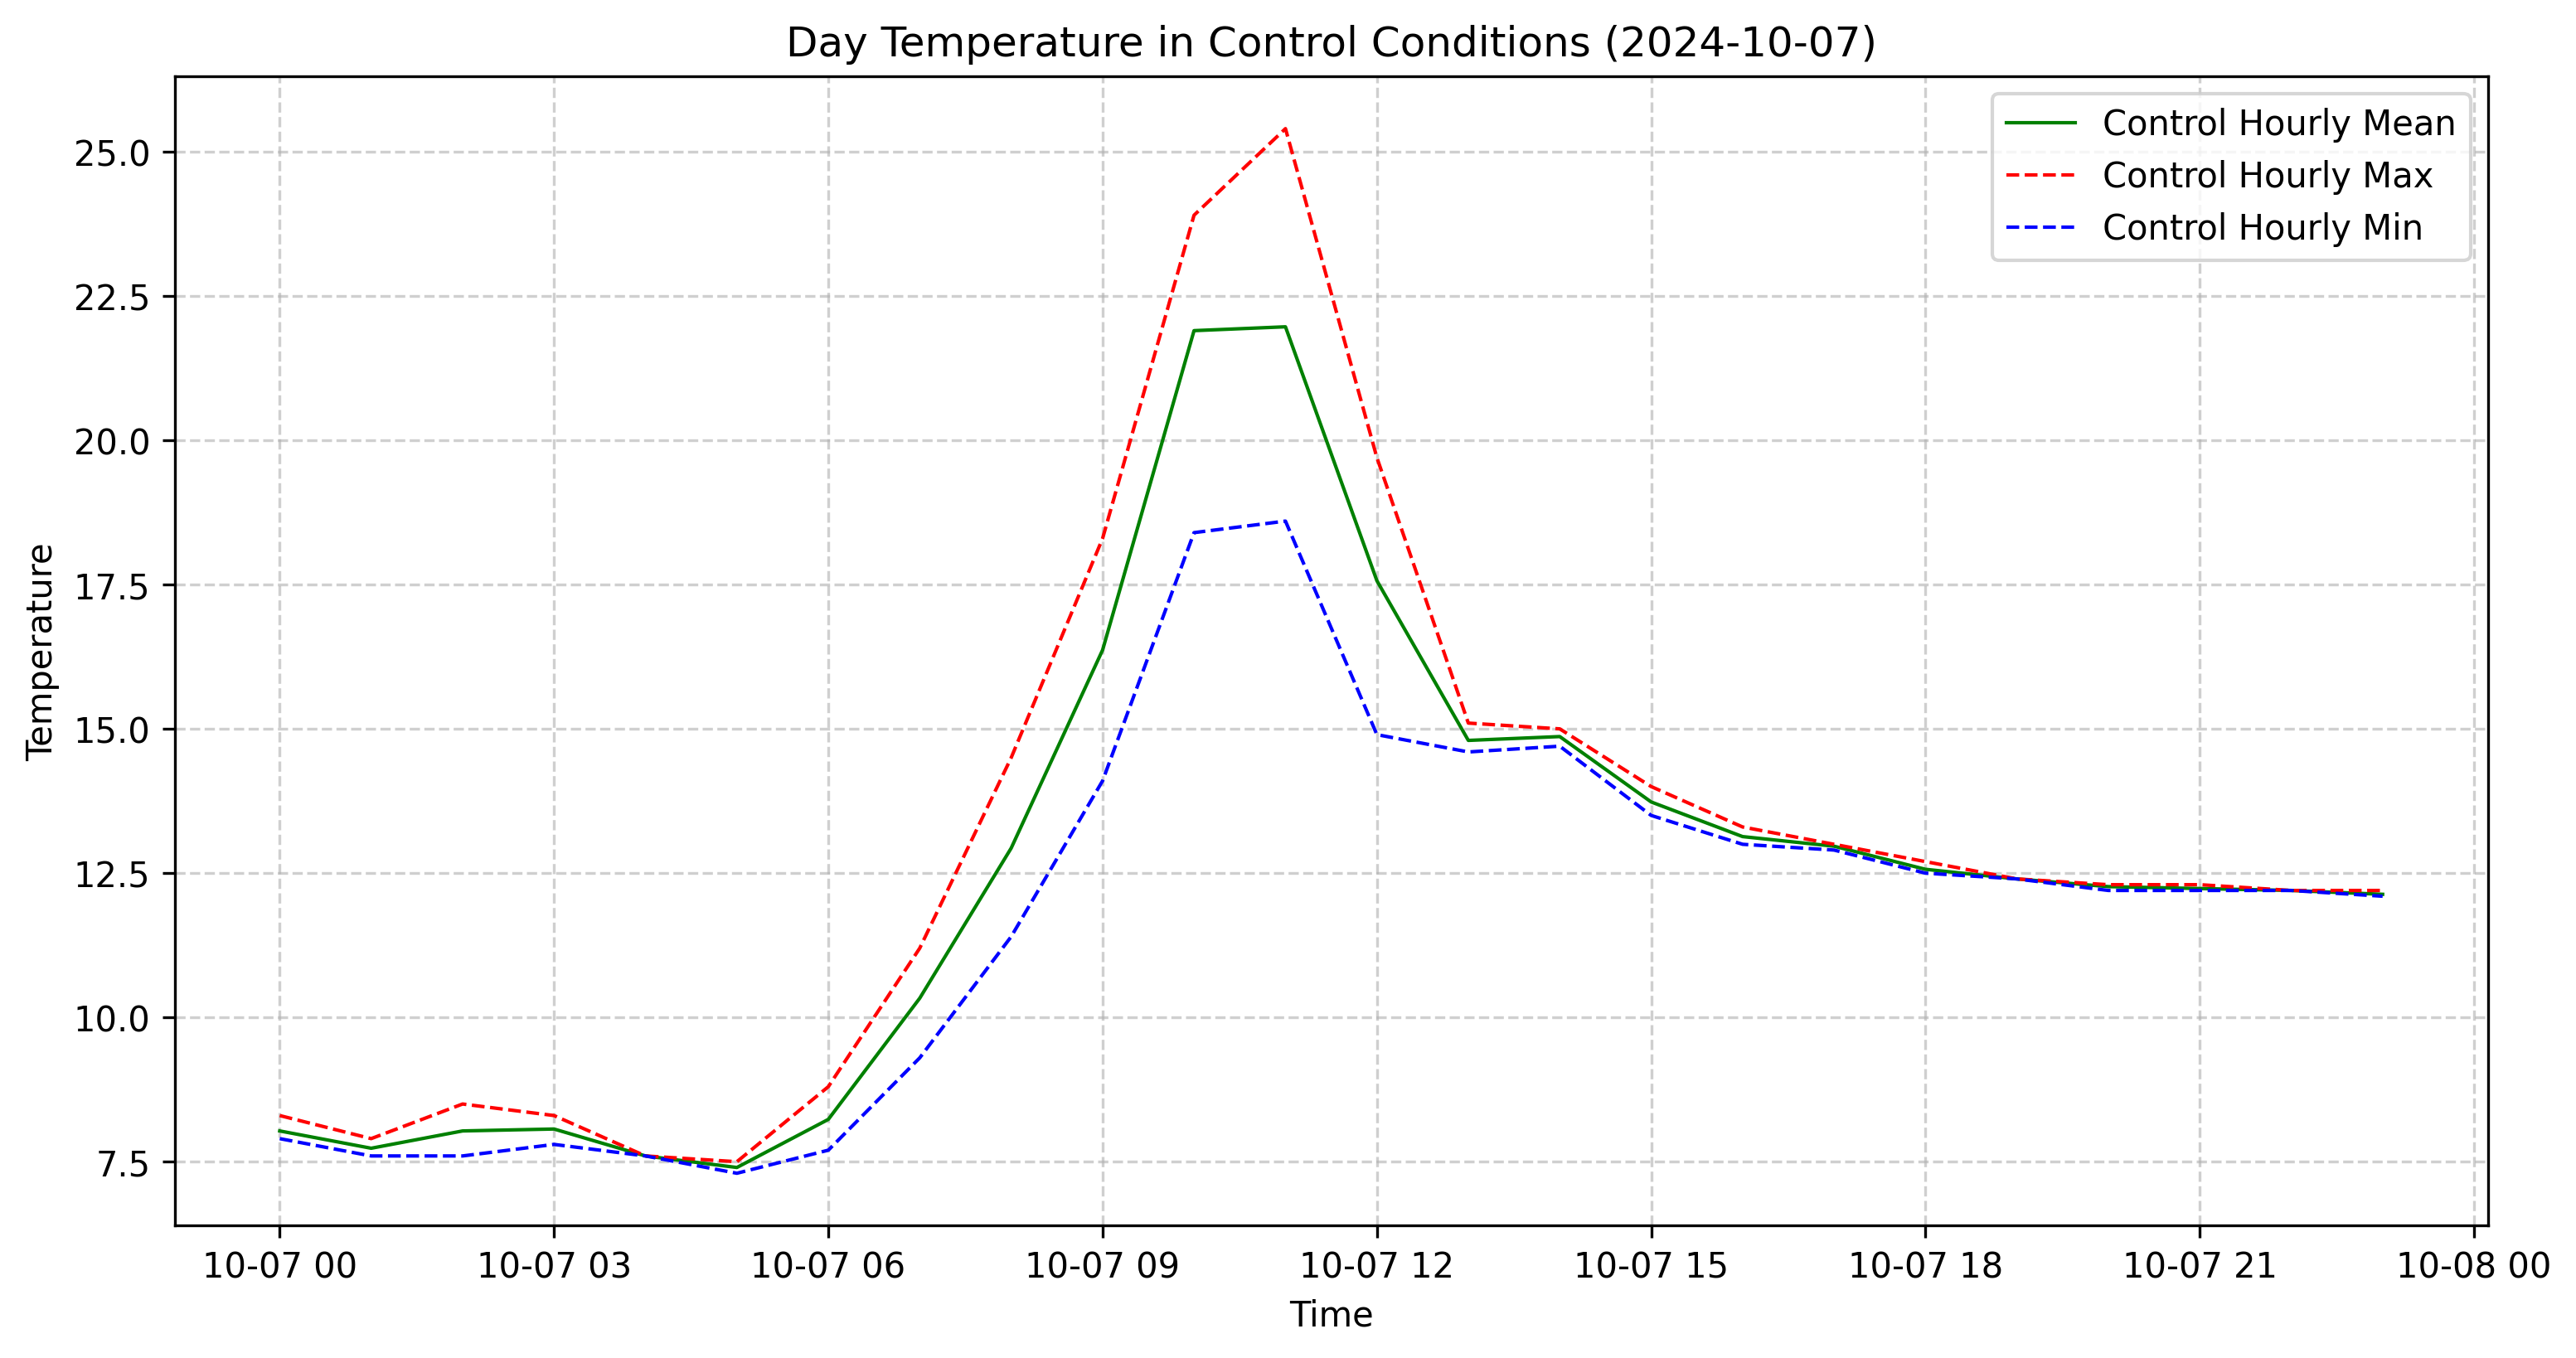 Day Temperature in Control Conditions (2024-10-07)
Control Hourly Mean
Control Hourly Max
Control Hourly Min
25.0
22.5
20.0
17.5
15.0
12.5
10.0
7.5
Temperature
10-07 00 10-07 03 10-07 06 10-07 09 10-07 12 10-07 15 10-07 18 10-07 21 10-08 00
Time